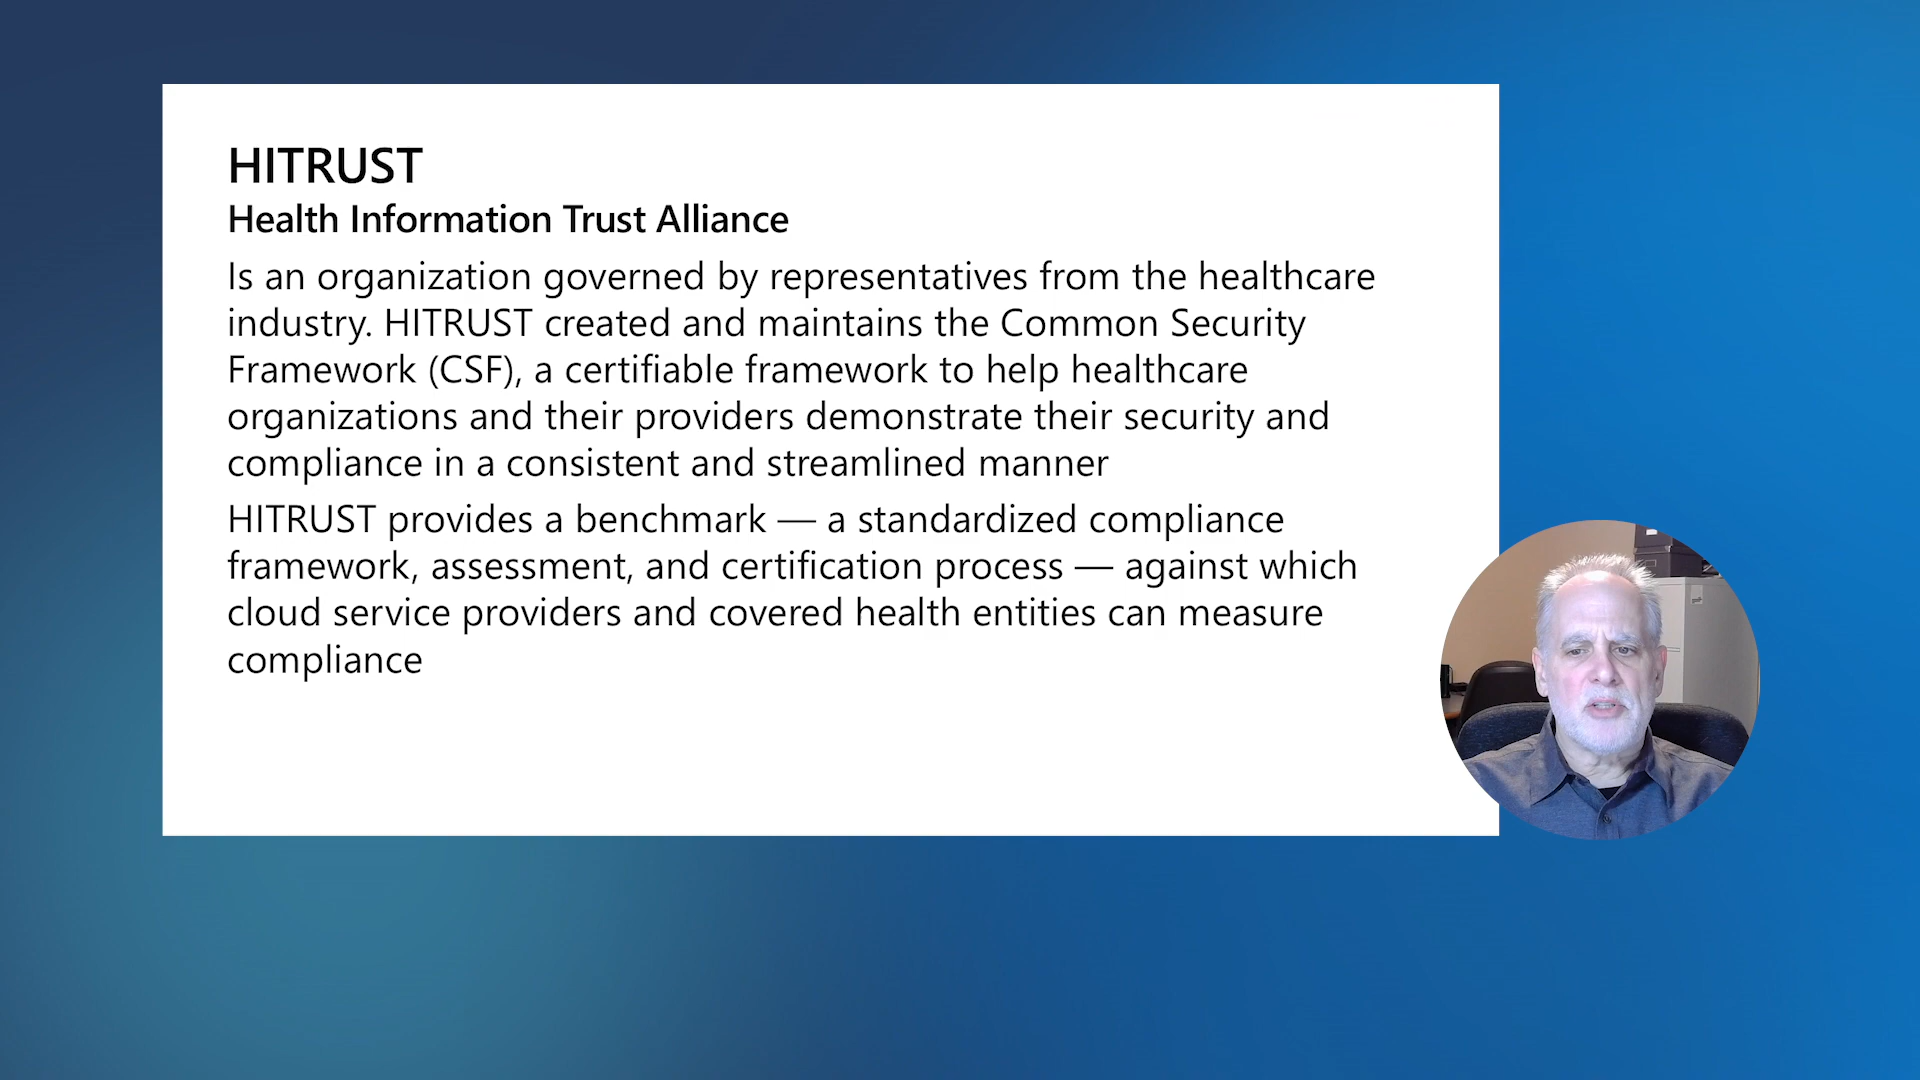 HITRUST
Health Information Trust Alliance
Is an organization governed by representatives from the healthcare
industry. HITRUST created and maintains the Common Security
Framework (CSF), a certifiable framework to help healthcare
organizations and their providers demonstrate their security and
compliance in a consistent and streamlined manner
HITRUST provides a benchmark — a standardized compliance
framework, assessment, and certification process — against which
cloud service providers and covered health entities can measure
compliance